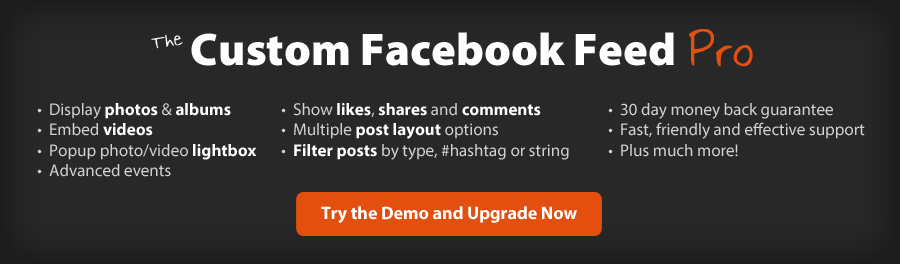 The Custom Facebook Feed Pro
• Display photos & albums
• Embed videos
• Popup photo/video lightbox
• Advanced events
• Show likes, shares and comments
• Multiple post layout options
• Filter posts by type, #hashtag or string
• 30 day money back guarantee
• Fast, friendly and effective support
• Plus much more!
Try the Demo and Upgrade Now